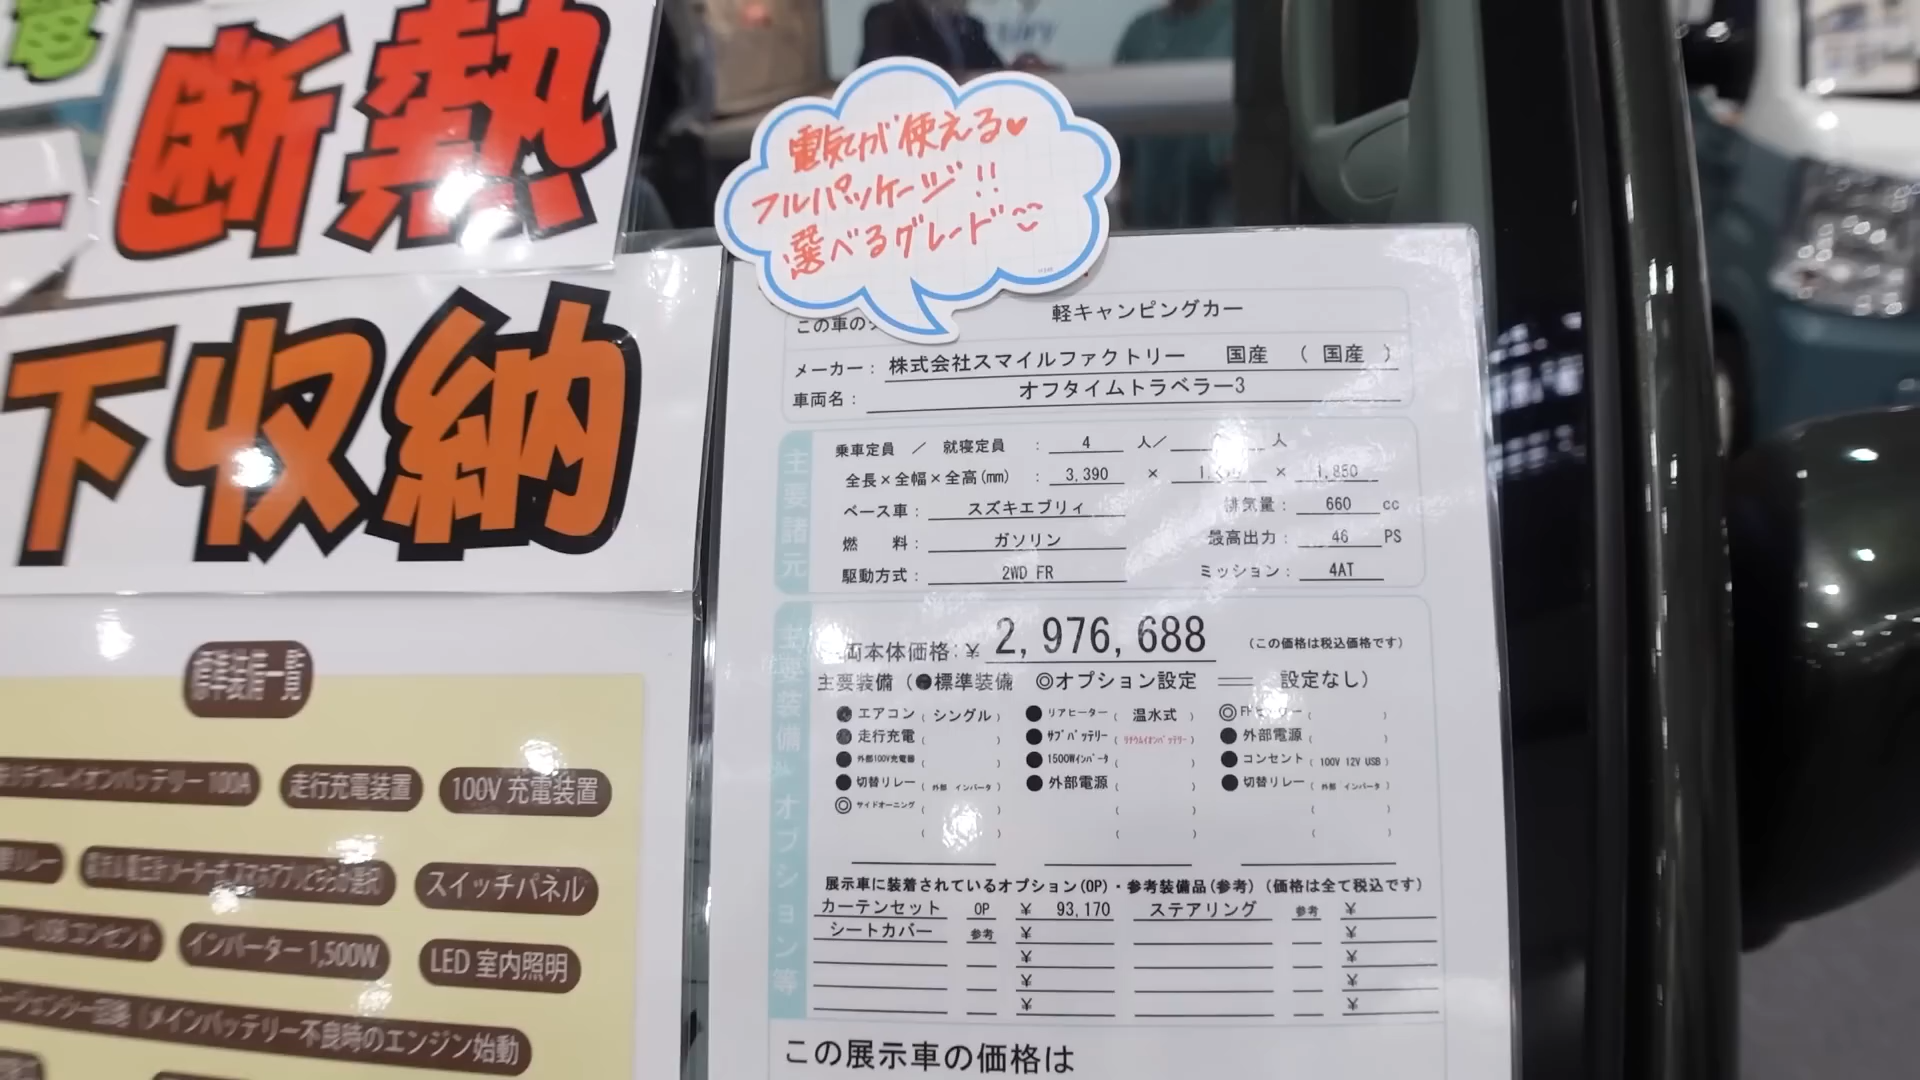 電
断熱
下収納
電気が使える♥
フルパッケージ!!
選べるグレード
この車の
軽キャンピングカー
メーカー： 株式会社スマイルファクトリー 国産 （ 国産 ）
車両名： オフタイムトラベラー3
主要諸元
乗車定員 ／ 就寝定員 ： 4 人／ 人
全長×全幅×全高(mm) ： 3,390 × × 1,850
ベース車： スズキエブリィ 排気量： 660 cc
燃 料： ガソリン 最高出力： 46 PS
駆動方式： 2WD FR ミッション： 4AT
主要装備・オプション等
両本体価格：￥ 2,976,688 （この価格は税込価格です）
主要装備（●標準装備 ◎オプション設定 ＝ 設定なし）
●エアコン（シングル） ●リアヒーター（ 温水式 ） ◎FFヒーター（ ）
●走行充電（ ） ●サブバッテリー（リチウムイオンバッテリー） ●外部電源（ ）
●外部100V充電器（ ） ●1500Wインバータ（ ） ●コンセント（ 100V 12V USB ）
●切替リレー（ 外部 インバータ ） ●外部電源（ ） ●切替リレー（ 外部 インバータ ）
◎サイドオーニング（ ） （ ） （ ）
（ ） （ ） （ ）
展示車に装着されているオプション(OP)・参考装備品(参考)（価格は全て税込です）
カーテンセット OP ￥ 93,170 ステアリング 参考 ￥
シートカバー 参考 ￥ ￥
￥ ￥
￥ ￥
￥ ￥
この展示車の価格は
標準装備一覧
リチウムイオンバッテリー 100A 走行充電装置 100V 充電装置
リレー スイッチパネル
USB コンセント インバーター 1,500W LED 室内照明
（メインバッテリー不良時のエンジン始動